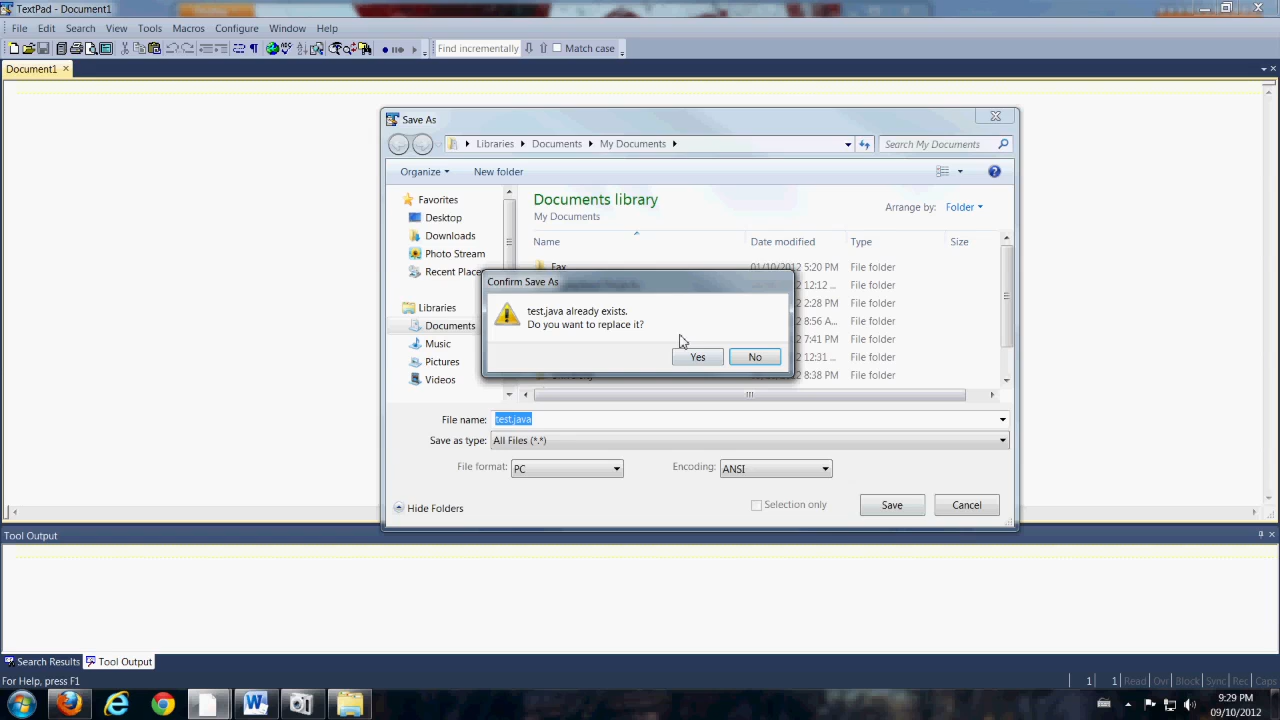 TextPad - Document1
File Edit Search View Tools Macros Configure Window Help
Find incrementally Match case
Document1
Save As
Libraries Documents My Documents
Search My Documents
Organize New folder
Favorites
Desktop
Downloads
Photo Stream
Recent Place
Libraries
Documents
Music
Pictures
Videos
Documents library
My Documents
Arrange by: Folder
Name Date modified Type Size
Fax 01/10/2012 5:20 PM File folder
12:12 ... File folder
2:28 PM File folder
8:56 A... File folder
7:41 PM File folder
12:31 ... File folder
8:38 PM File folder
Confirm Save As
test.java already exists.
Do you want to replace it?
Yes No
File name: test.java
Save as type: All Files (*.*)
File format: PC Encoding: ANSI
Hide Folders
Selection only Save Cancel
Tool Output
Search Results Tool Output
For Help, press F1
1 1 Read Ovr Block Sync Rec Caps
9:29 PM
09/10/2012